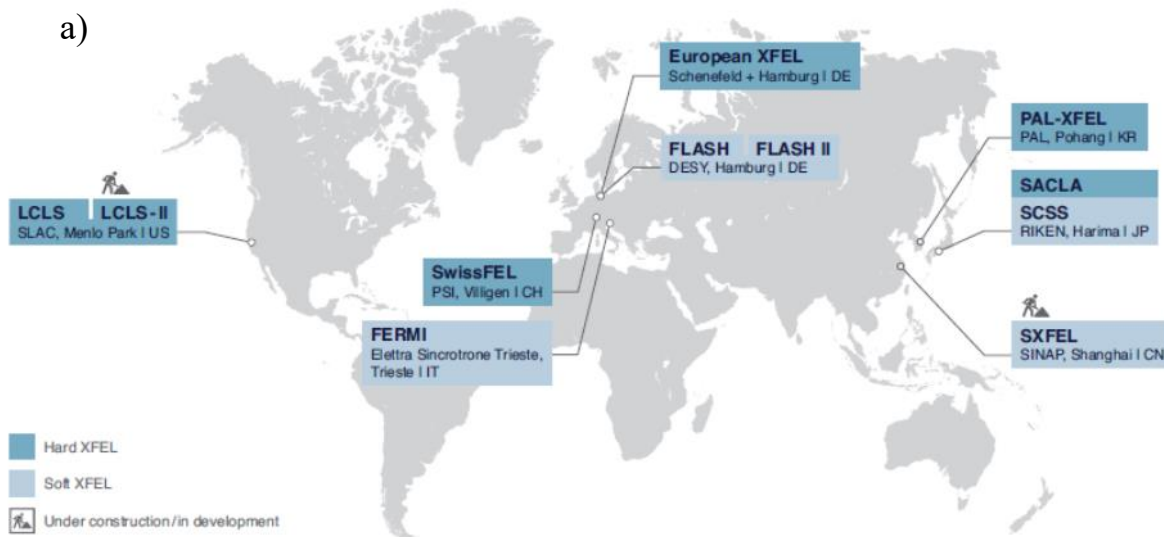 a)
European XFEL
Schenefeld + Hamburg | DE
FLASH FLASH II
DESY, Hamburg | DE
PAL-XFEL
PAL, Pohang | KR
SACLA
SCSS
RIKEN, Harima | JP
LCLS LCLS-II
SLAC, Menlo Park | US
SwissFEL
PSI, Villigen | CH
FERMI
Elettra Sincrotrone Trieste,
Trieste | IT
SXFEL
SINAP, Shanghai | CN
Hard XFEL
Soft XFEL
Under construction/in development